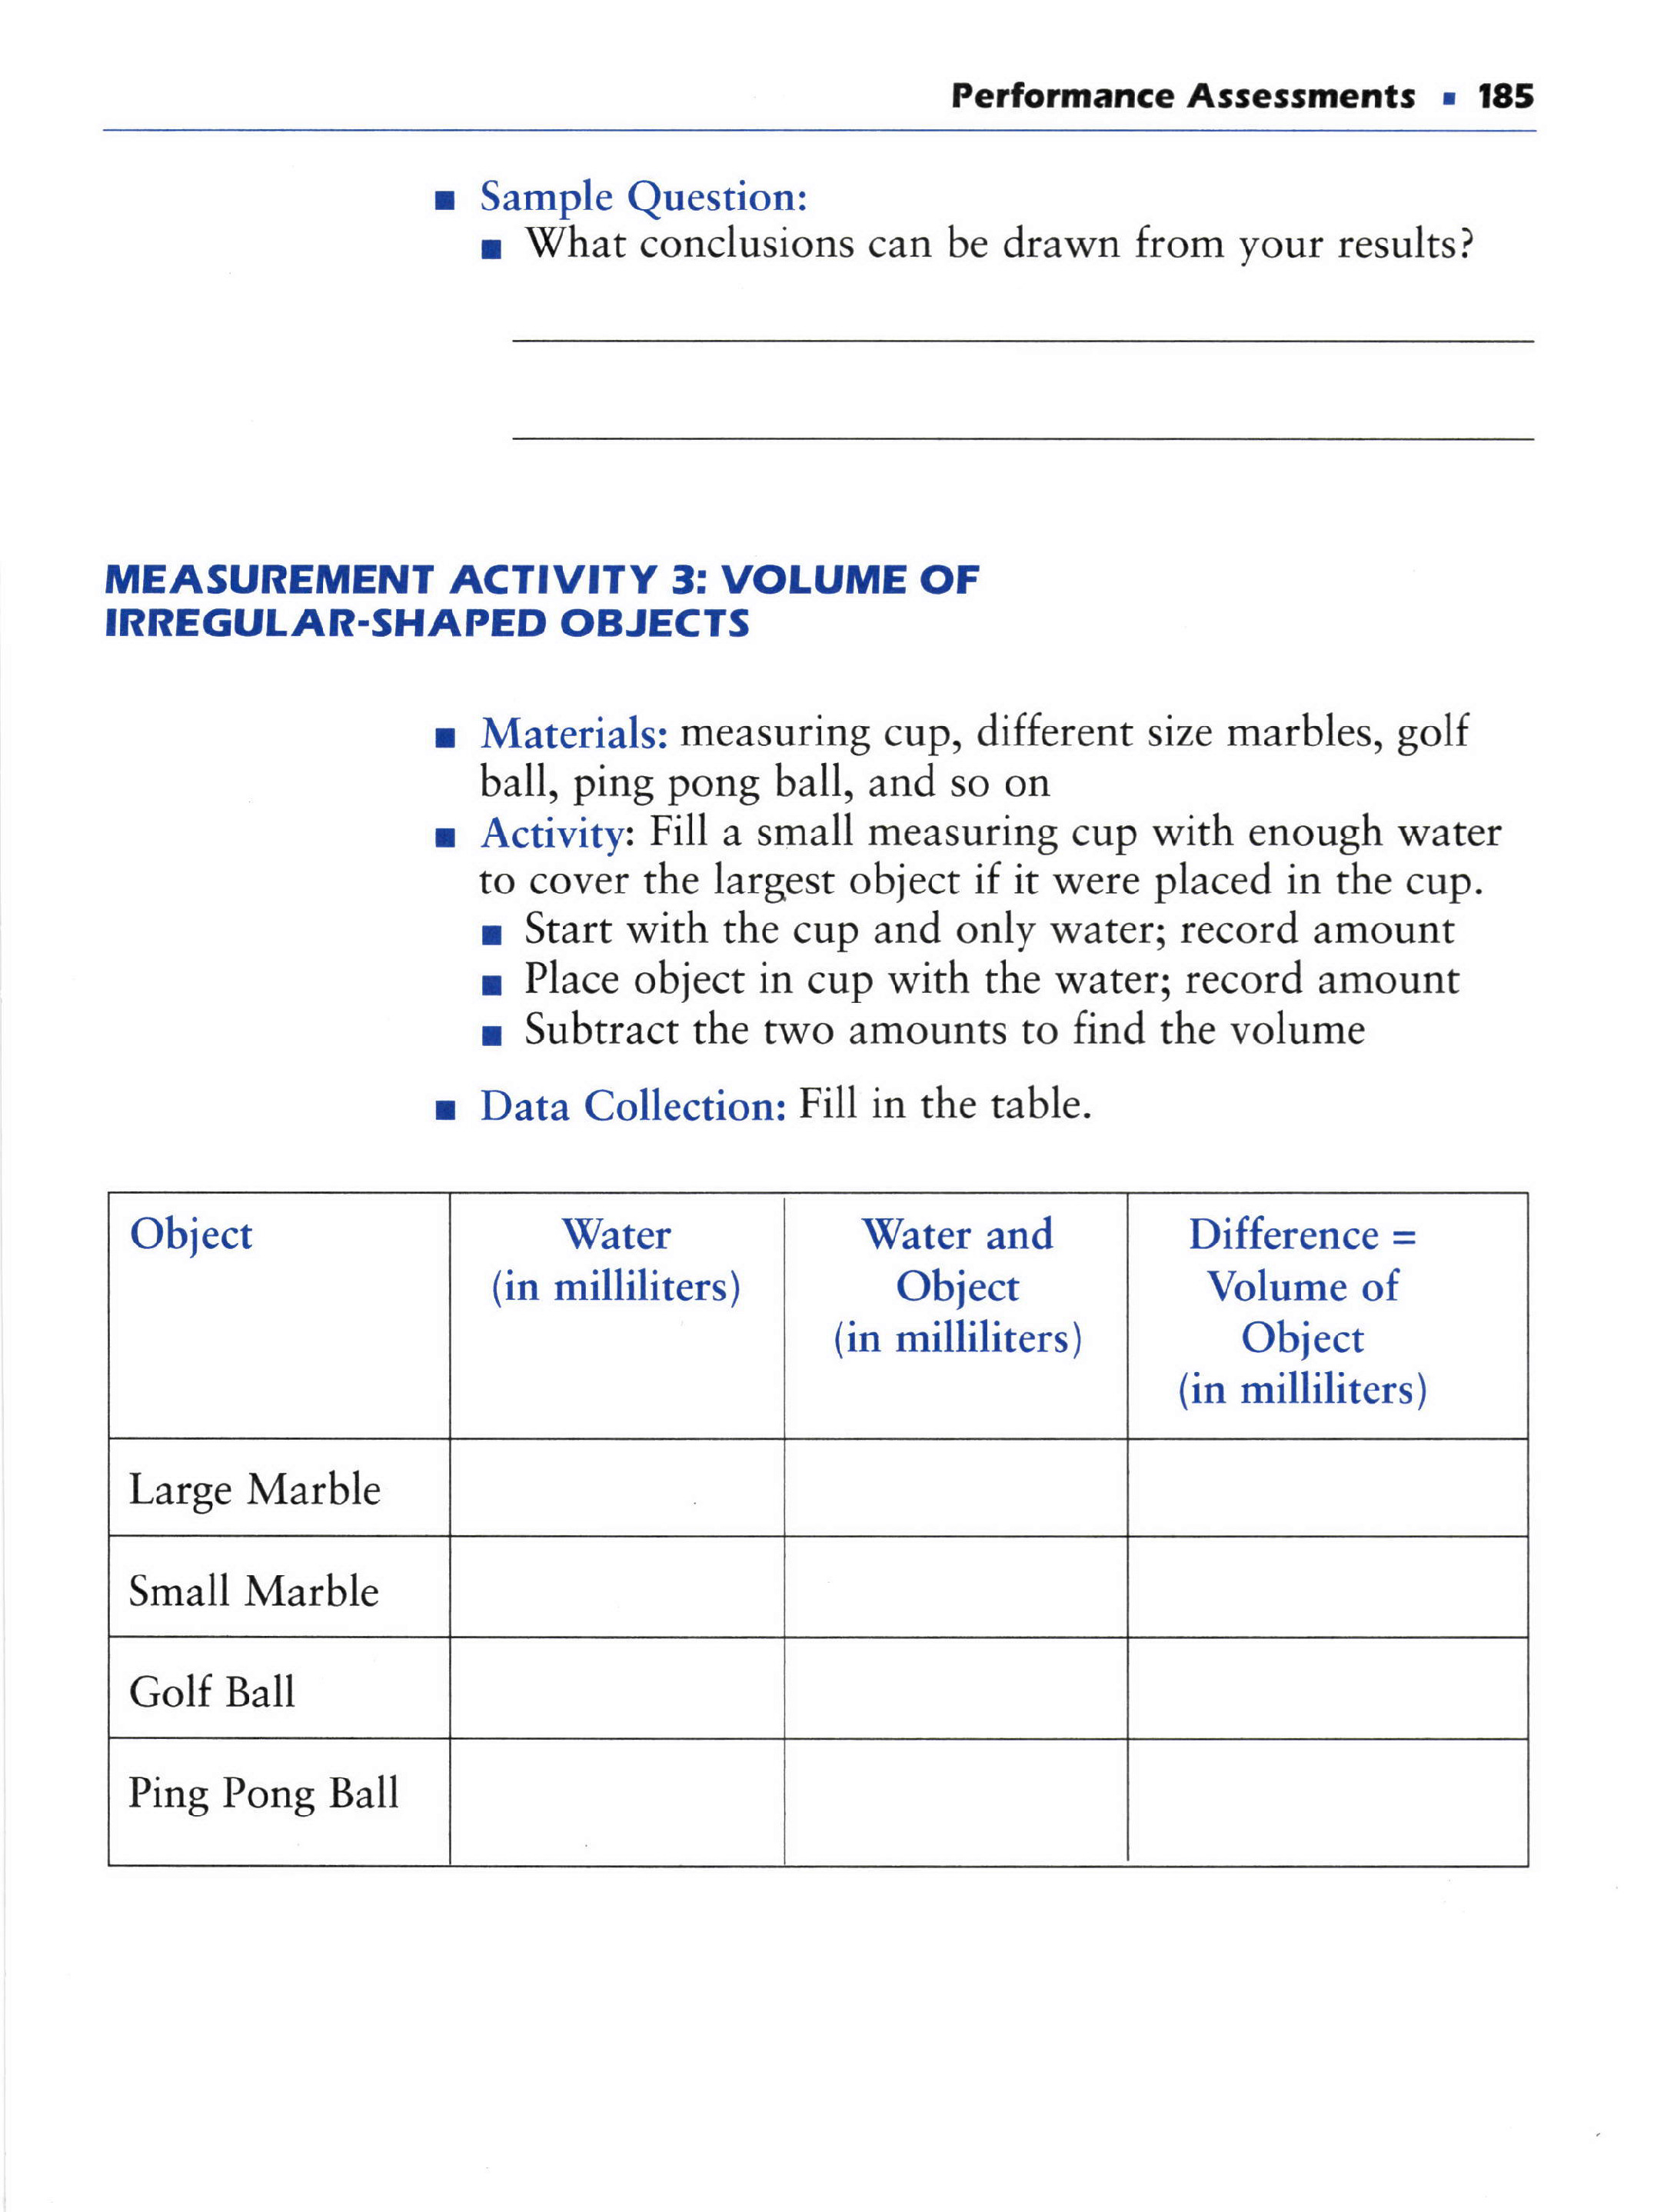 Performance Assessments ▪ 185
▪ Sample Question:
▪ What conclusions can be drawn from your results?
MEASUREMENT ACTIVITY 3: VOLUME OF
IRREGULAR-SHAPED OBJECTS
▪ Materials: measuring cup, different size marbles, golf
ball, ping pong ball, and so on
▪ Activity: Fill a small measuring cup with enough water
to cover the largest object if it were placed in the cup.
▪ Start with the cup and only water; record amount
▪ Place object in cup with the water; record amount
▪ Subtract the two amounts to find the volume
▪ Data Collection: Fill in the table.
Object
Water
(in milliliters)
Water and
Object
(in milliliters)
Difference =
Volume of
Object
(in milliliters)
Large Marble
Small Marble
Golf Ball
Ping Pong Ball